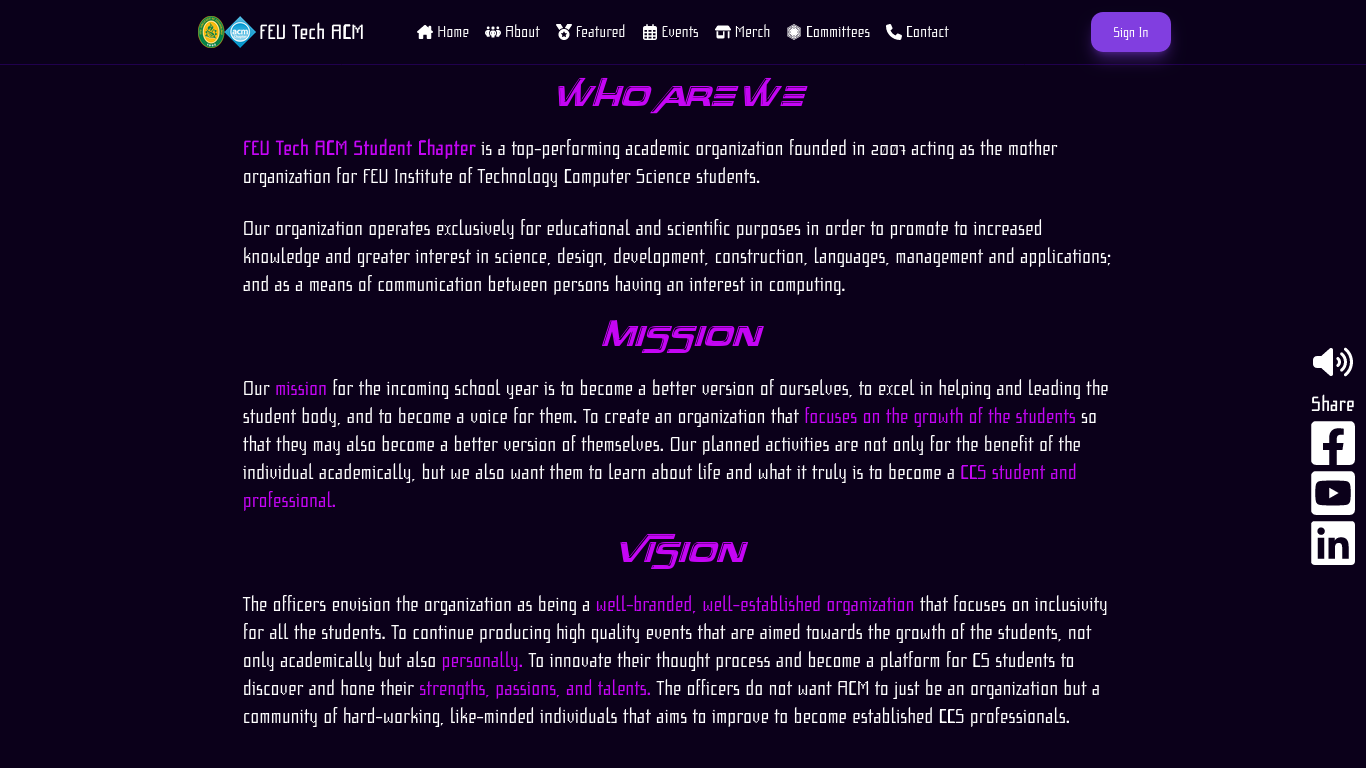 FEU Tech ACM
Home
About
Featured
Events
Merch
Committees
Contact
Sign In
WHO ARE WE
FEU Tech ACM Student Chapter is a top-performing academic organization founded in 2007 acting as the mother
organization for FEU Institute of Technology Computer Science students.
Our organization operates exclusively for educational and scientific purposes in order to promote to increased
knowledge and greater interest in science, design, development, construction, languages, management and applications;
and as a means of communication between persons having an interest in computing.
MISSION
Our mission for the incoming school year is to become a better version of ourselves, to excel in helping and leading the
student body, and to become a voice for them. To create an organization that focuses on the growth of the students so
that they may also become a better version of themselves. Our planned activities are not only for the benefit of the
individual academically, but we also want them to learn about life and what it truly is to become a CCS student and
professional.
VISION
The officers envision the organization as being a well-branded, well-established organization that focuses on inclusivity
for all the students. To continue producing high quality events that are aimed towards the growth of the students, not
only academically but also personally. To innovate their thought process and become a platform for CS students to
discover and hone their strengths, passions, and talents. The officers do not want ACM to just be an organization but a
community of hard-working, like-minded individuals that aims to improve to become established CCS professionals.
Share
acm